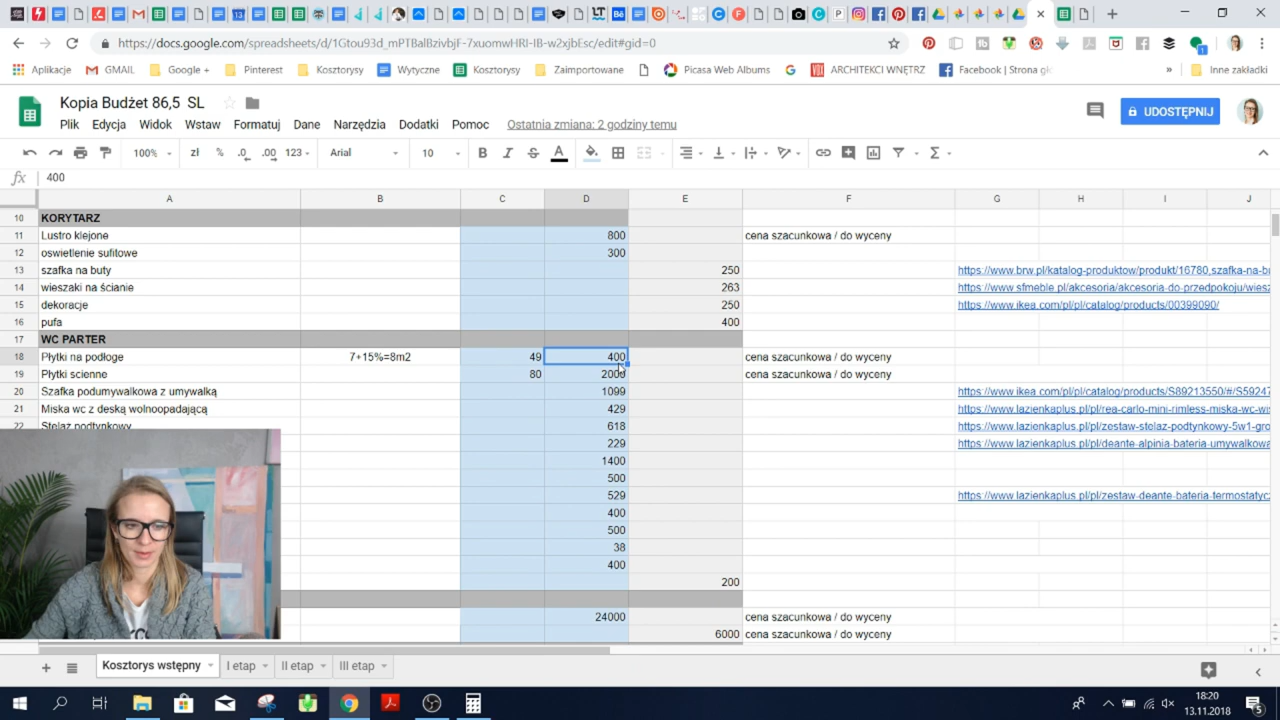 https://docs.google.com/spreadsheets/d/1Gtou93d_mPTBalBzivbjF-7xuomwHRI-IB-w2xjbEsc/edit#gid=0
Aplikacje GMAIL Google + Pinterest Kosztorysy Wytyczne Kosztorysy Zaimportowane Picasa Web Albums ARCHITEKCI WNĘTRZ Facebook | Strona » Inne zakładki
Kopia Budżet 86,5 SL
UDOSTĘPNIJ
Plik Edycja Widok Wstaw Formatuj Dane Narzędzia Dodatki Pomoc Ostatnia zmiana: 2 godziny temu
100% zł % .0 .00 123 Arial 10 B I S A Σ
fx 400
A B C D E F G H I J
10 KORYTARZ
11 Lustro klejone 800 cena szacunkowa / do wyceny
12 oswietlenie sufitowe 300
13 szafka na buty 250 https://www.brw.pl/katalog-produktow/produkt/16780,szafka-na-bu
14 wieszaki na ścianie 263 https://www.sfmeble.pl/akcesoria/akcesoria-do-przedpokoju/wiesz
15 dekoracje 250 https://www.ikea.com/pl/pl/catalog/products/00399090/
16 pufa 400
17 WC PARTER
18 Płytki na podłoge 7+15%=8m2 49 400 cena szacunkowa / do wyceny
19 Płytki scienne 80 2000 cena szacunkowa / do wyceny
20 Szafka podumywalkowa z umywalką 1099 https://www.ikea.com/pl/pl/catalog/products/S89213550/#/S59247
21 Miska wc z deską wolnoopadającą 429 https://www.lazienkaplus.pl/pl/rea-carlo-mini-rimless-miska-wc-wis
22 Stelaz podtynkowy 618 https://www.lazienkaplus.pl/pl/zestaw-stelaz-podtynkowy-5w1-gro
229 https://www.lazienkaplus.pl/pl/deante-alpinia-bateria-umywalkowa
1400
500
529 https://www.lazienkaplus.pl/pl/zestaw-deante-bateria-termostatyc
400
500
38
400
200
24000 cena szacunkowa / do wyceny
6000 cena szacunkowa / do wyceny
Kosztorys wstępny I etap II etap III etap
18:20
13.11.2018
5